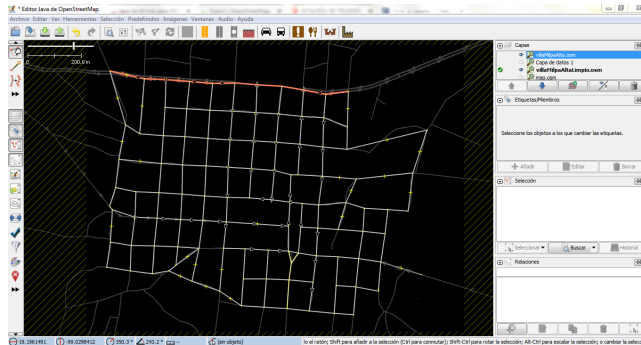 * Editor Java de OpenStreetMap
Archivo Editar Ver Herramientas Selección Predefinidos Imágenes Ventanas Audio Ayuda
0 200.0 m
Capas
villaMilpaAlta.osm
Capa de datos 1
villaMilpaAltaLimpio.osm
map.osm
Etiquetas/Miembros
Seleccione los objetos a los que cambiar las etiquetas.
Añadir Editar Borrar
Selección
Seleccionar Buscar Historial
Relaciones
19.1961491 -99.0298412 350.3 ° 243.2 ° --- (sin objeto) lo el ratón; Shift para añadir a la selección (Ctrl para conmutar); Shift-Ctrl para rotar la selección; Alt-Ctrl para escalar la selección; o cambiar la selec